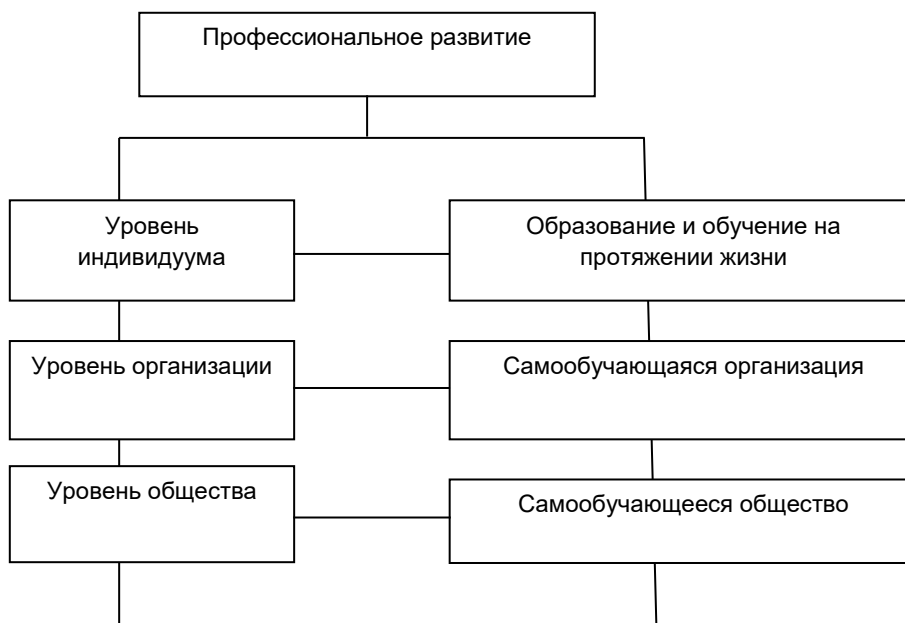 Профессиональное развитие
Уровень
индивидуума
Образование и обучение на
протяжении жизни
Уровень организации
Самообучающаяся организация
Уровень общества
Самообучающееся общество